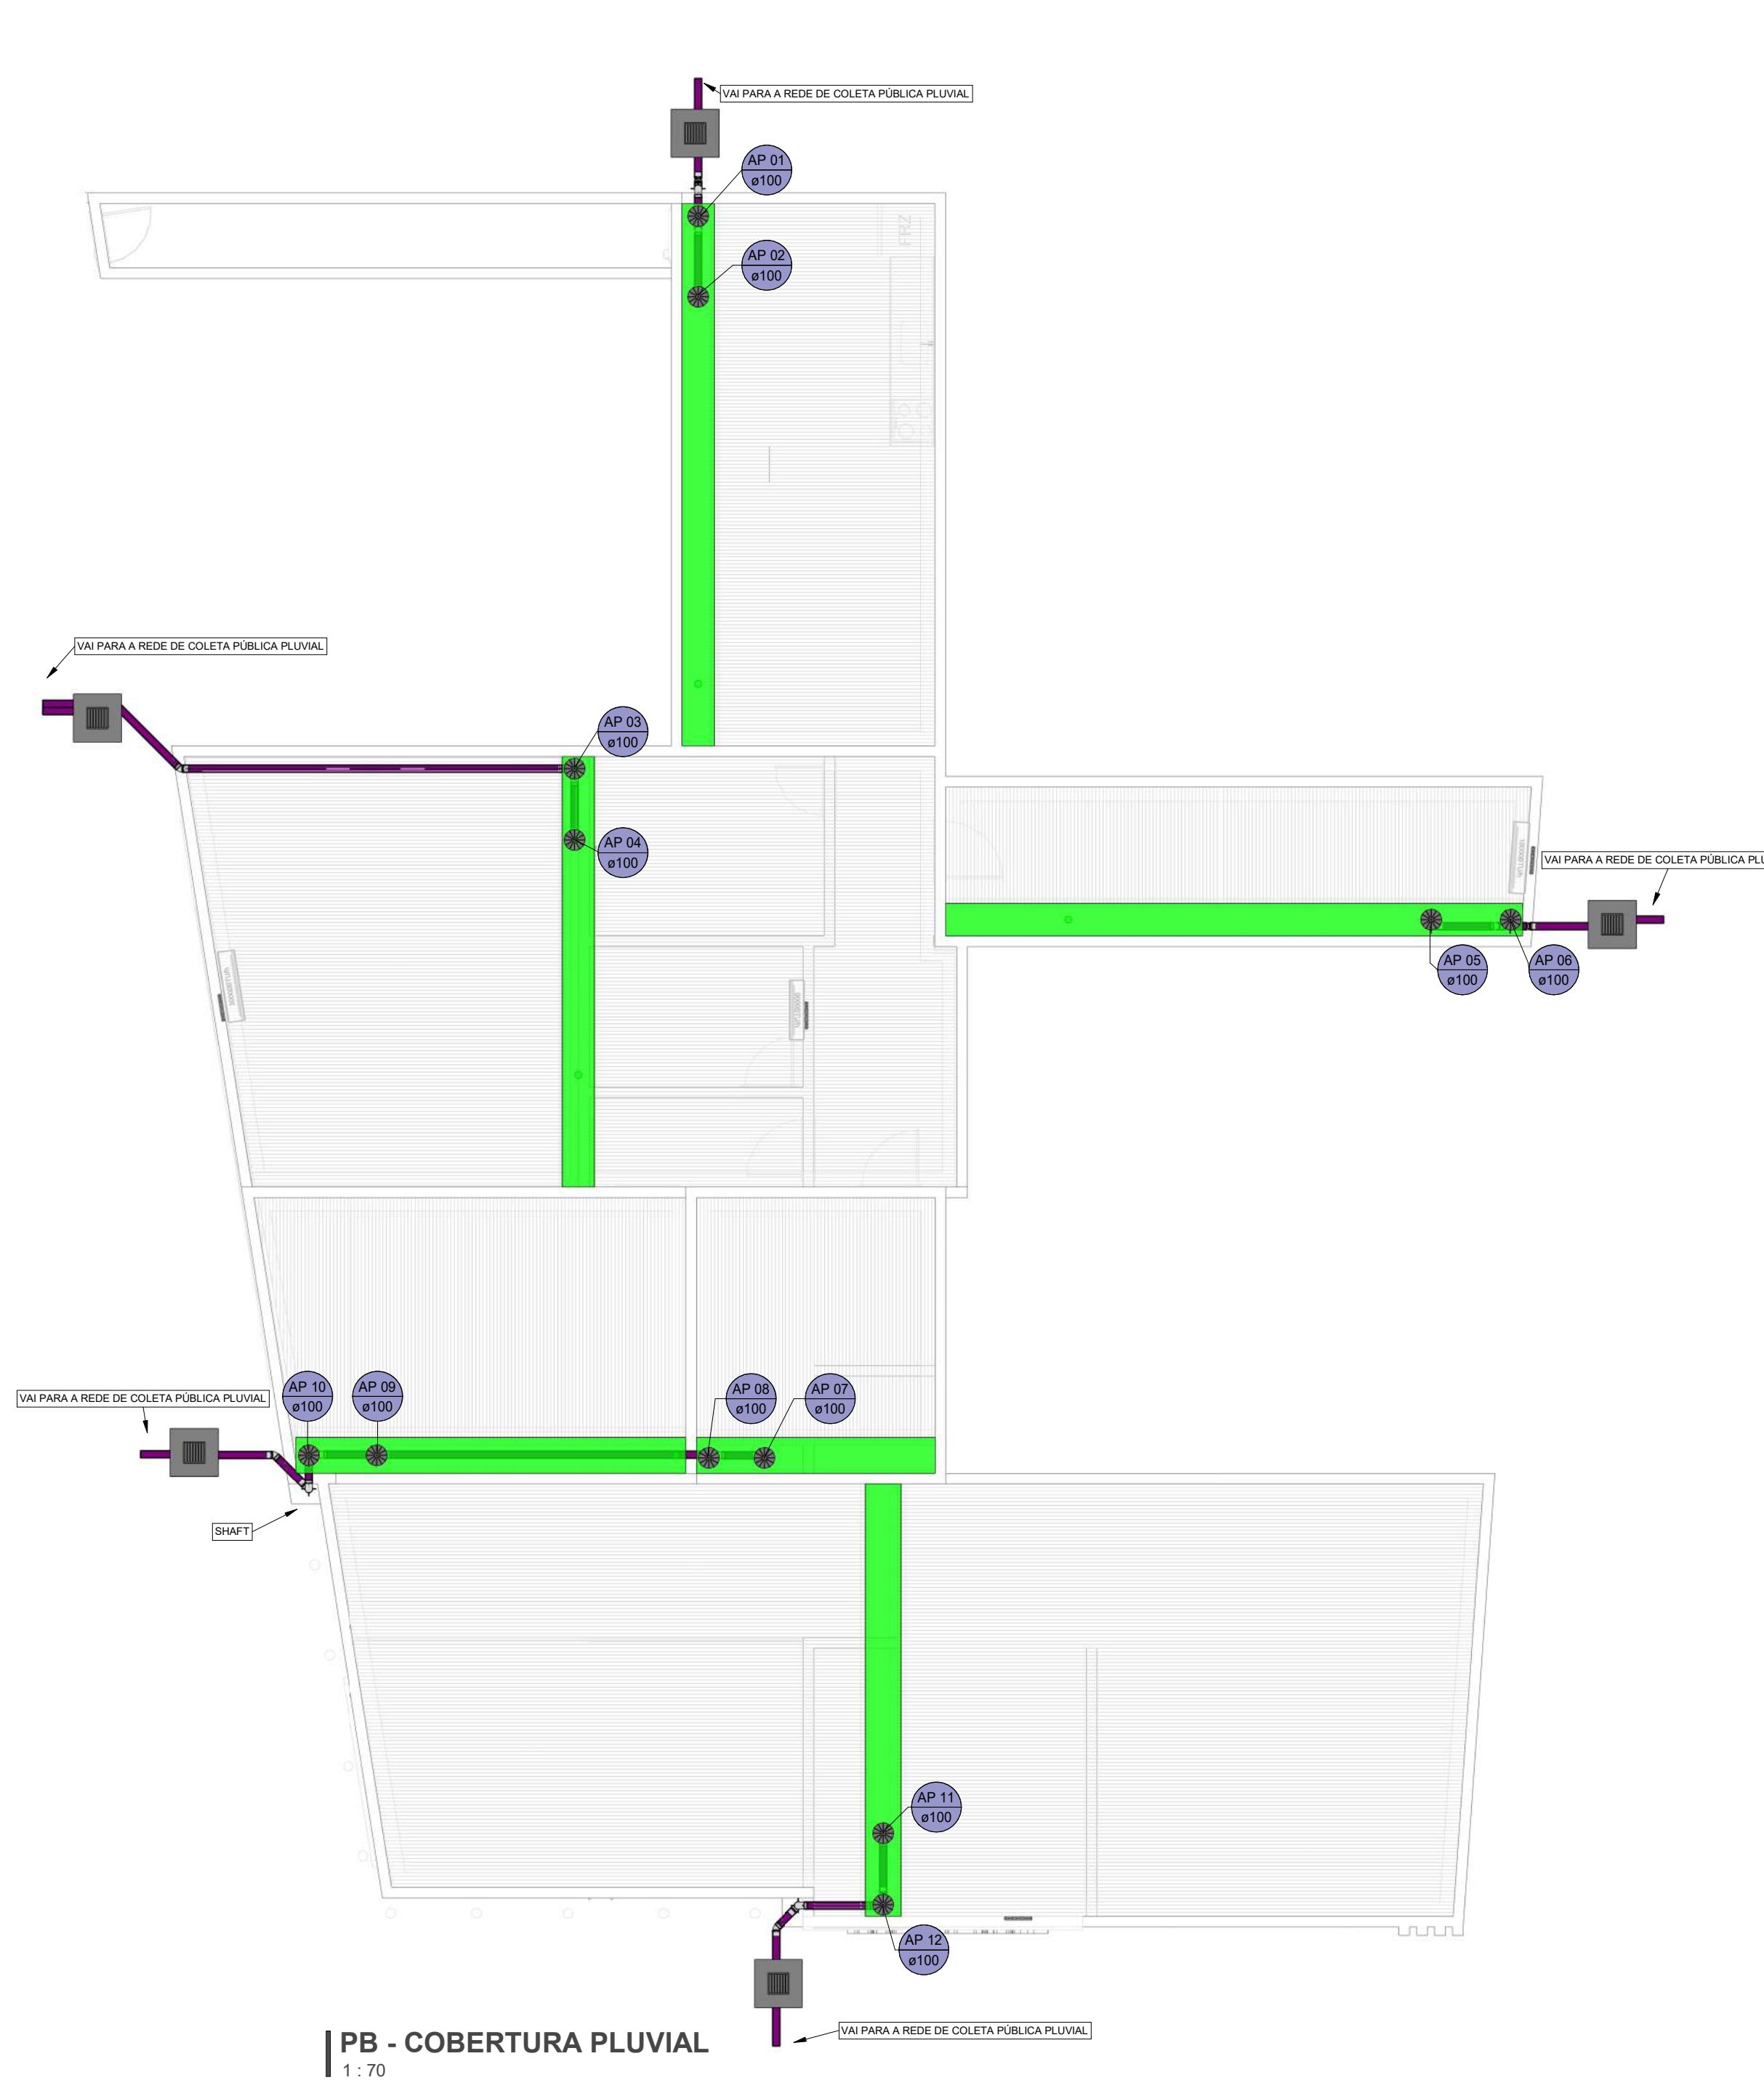 VAI PARA A REDE DE COLETA PÚBLICA PLUVIAL
AP 01
ø100
FRZ
AP 02
ø100
VAI PARA A REDE DE COLETA PÚBLICA PLUVIAL
AP 03
ø100
AP 04
ø100
VAI PARA A REDE DE COLETA PÚBLICA PLU
AP 05
ø100
AP 06
ø100
VAI PARA A REDE DE COLETA PÚBLICA PLUVIAL
AP 10
ø100
AP 09
ø100
AP 08
ø100
AP 07
ø100
SHAFT
AP 11
ø100
AP 12
ø100
VAI PARA A REDE DE COLETA PÚBLICA PLUVIAL
PB - COBERTURA PLUVIAL
1 : 70